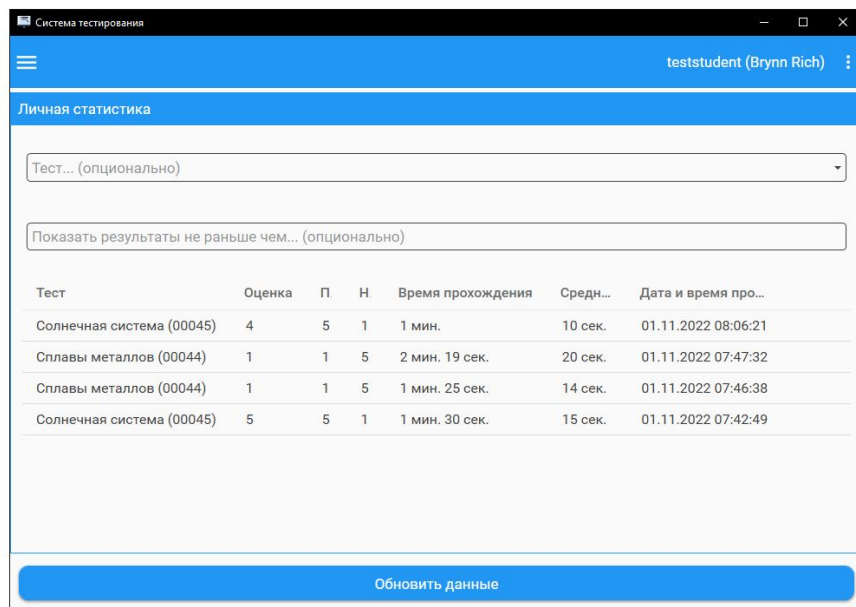 Система тестирования
teststudent (Brynn Rich)
Личная статистика
Тест... (опционально)
Показать результаты не раньше чем... (опционально)
Тест Оценка П. Н. Время прохождения Средн... Дата и время про...
Солнечная система (00045) 4 5 1 1 мин. 10 сек. 01.11.2022 08:06:21
Сплавы металлов (00044) 1 1 5 2 мин. 19 сек. 20 сек. 01.11.2022 07:47:32
Сплавы металлов (00044) 1 1 5 1 мин. 25 сек. 14 сек. 01.11.2022 07:46:38
Солнечная система (00045) 5 5 1 1 мин. 30 сек. 15 сек. 01.11.2022 07:42:49
Обновить данные